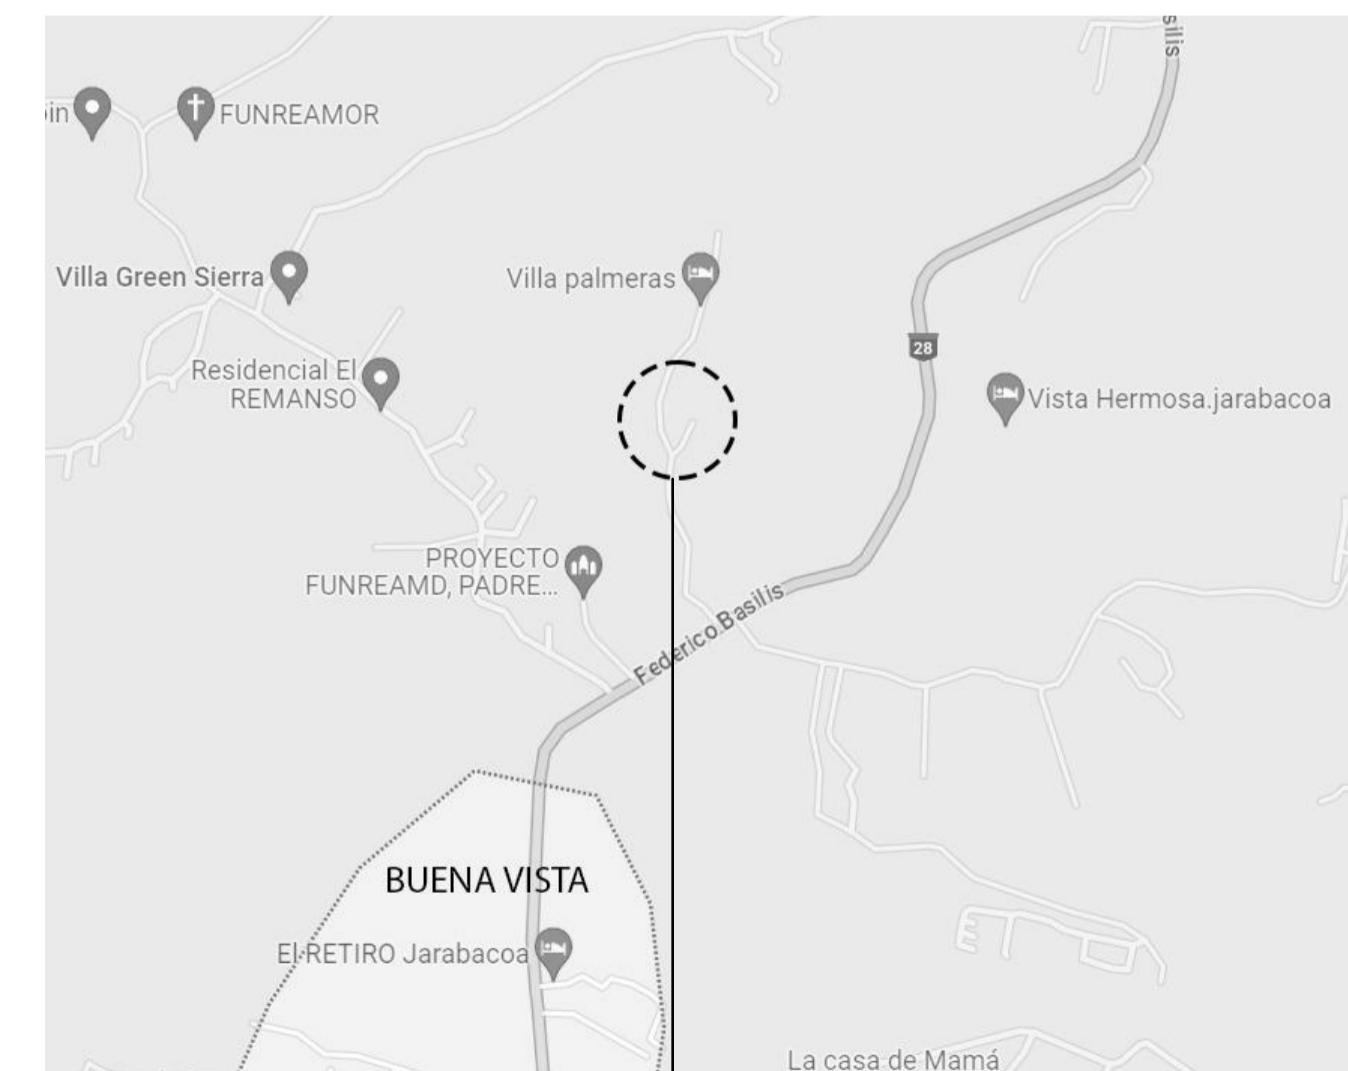 silis
in
FUNREAMOR
Villa Green Sierra
Villa palmeras
28
Residencial El
REMANSO
Vista Hermosa.jarabacoa
PROYECTO
FUNREAMD, PADRE...
Federico Basilis
BUENA VISTA
El RETIRO Jarabacoa
La casa de Mamá